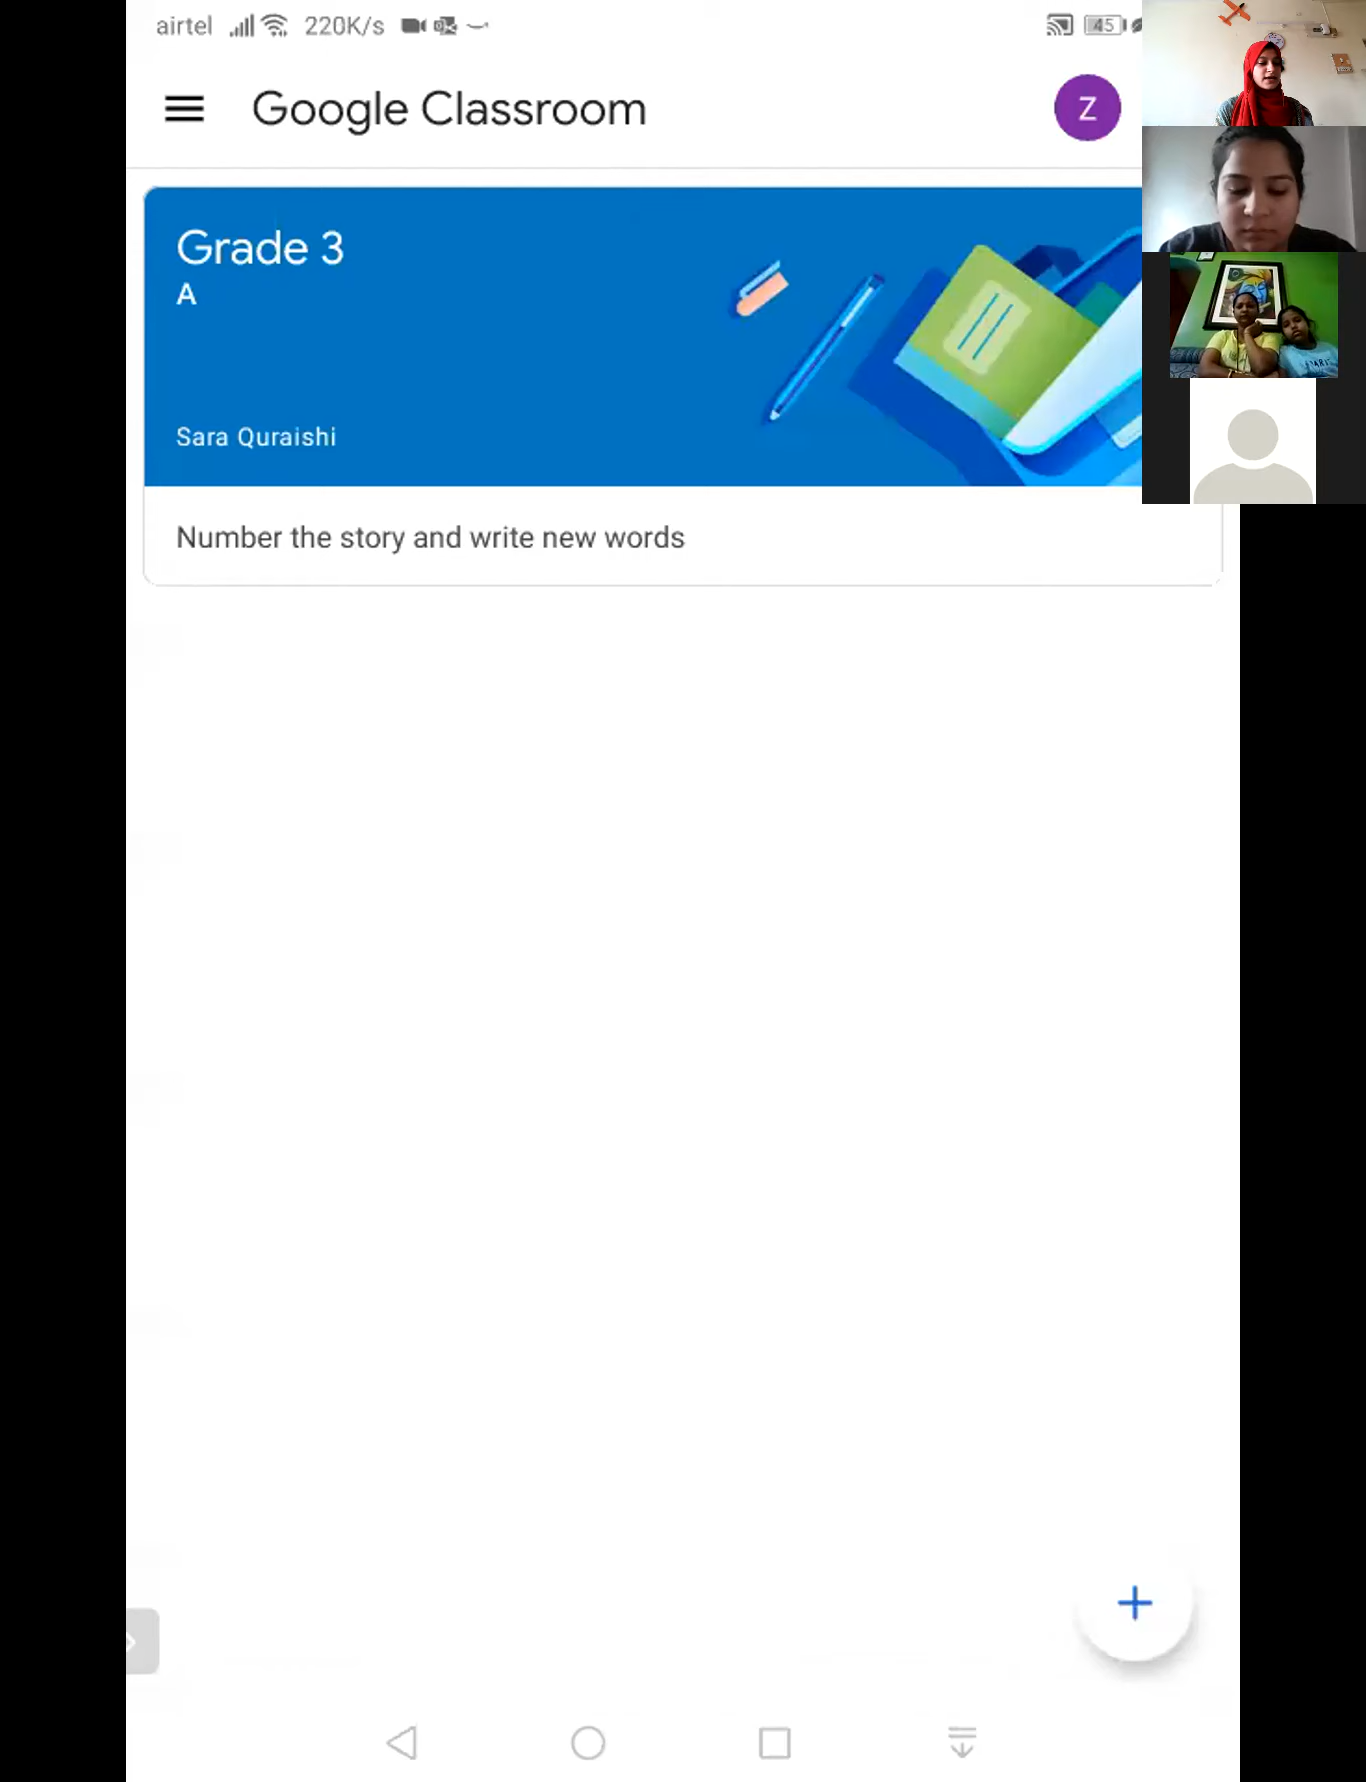 airtel 220K/s 45
Google Classroom Z
Grade 3
A
Sara Quraishi
Number the story and write new words